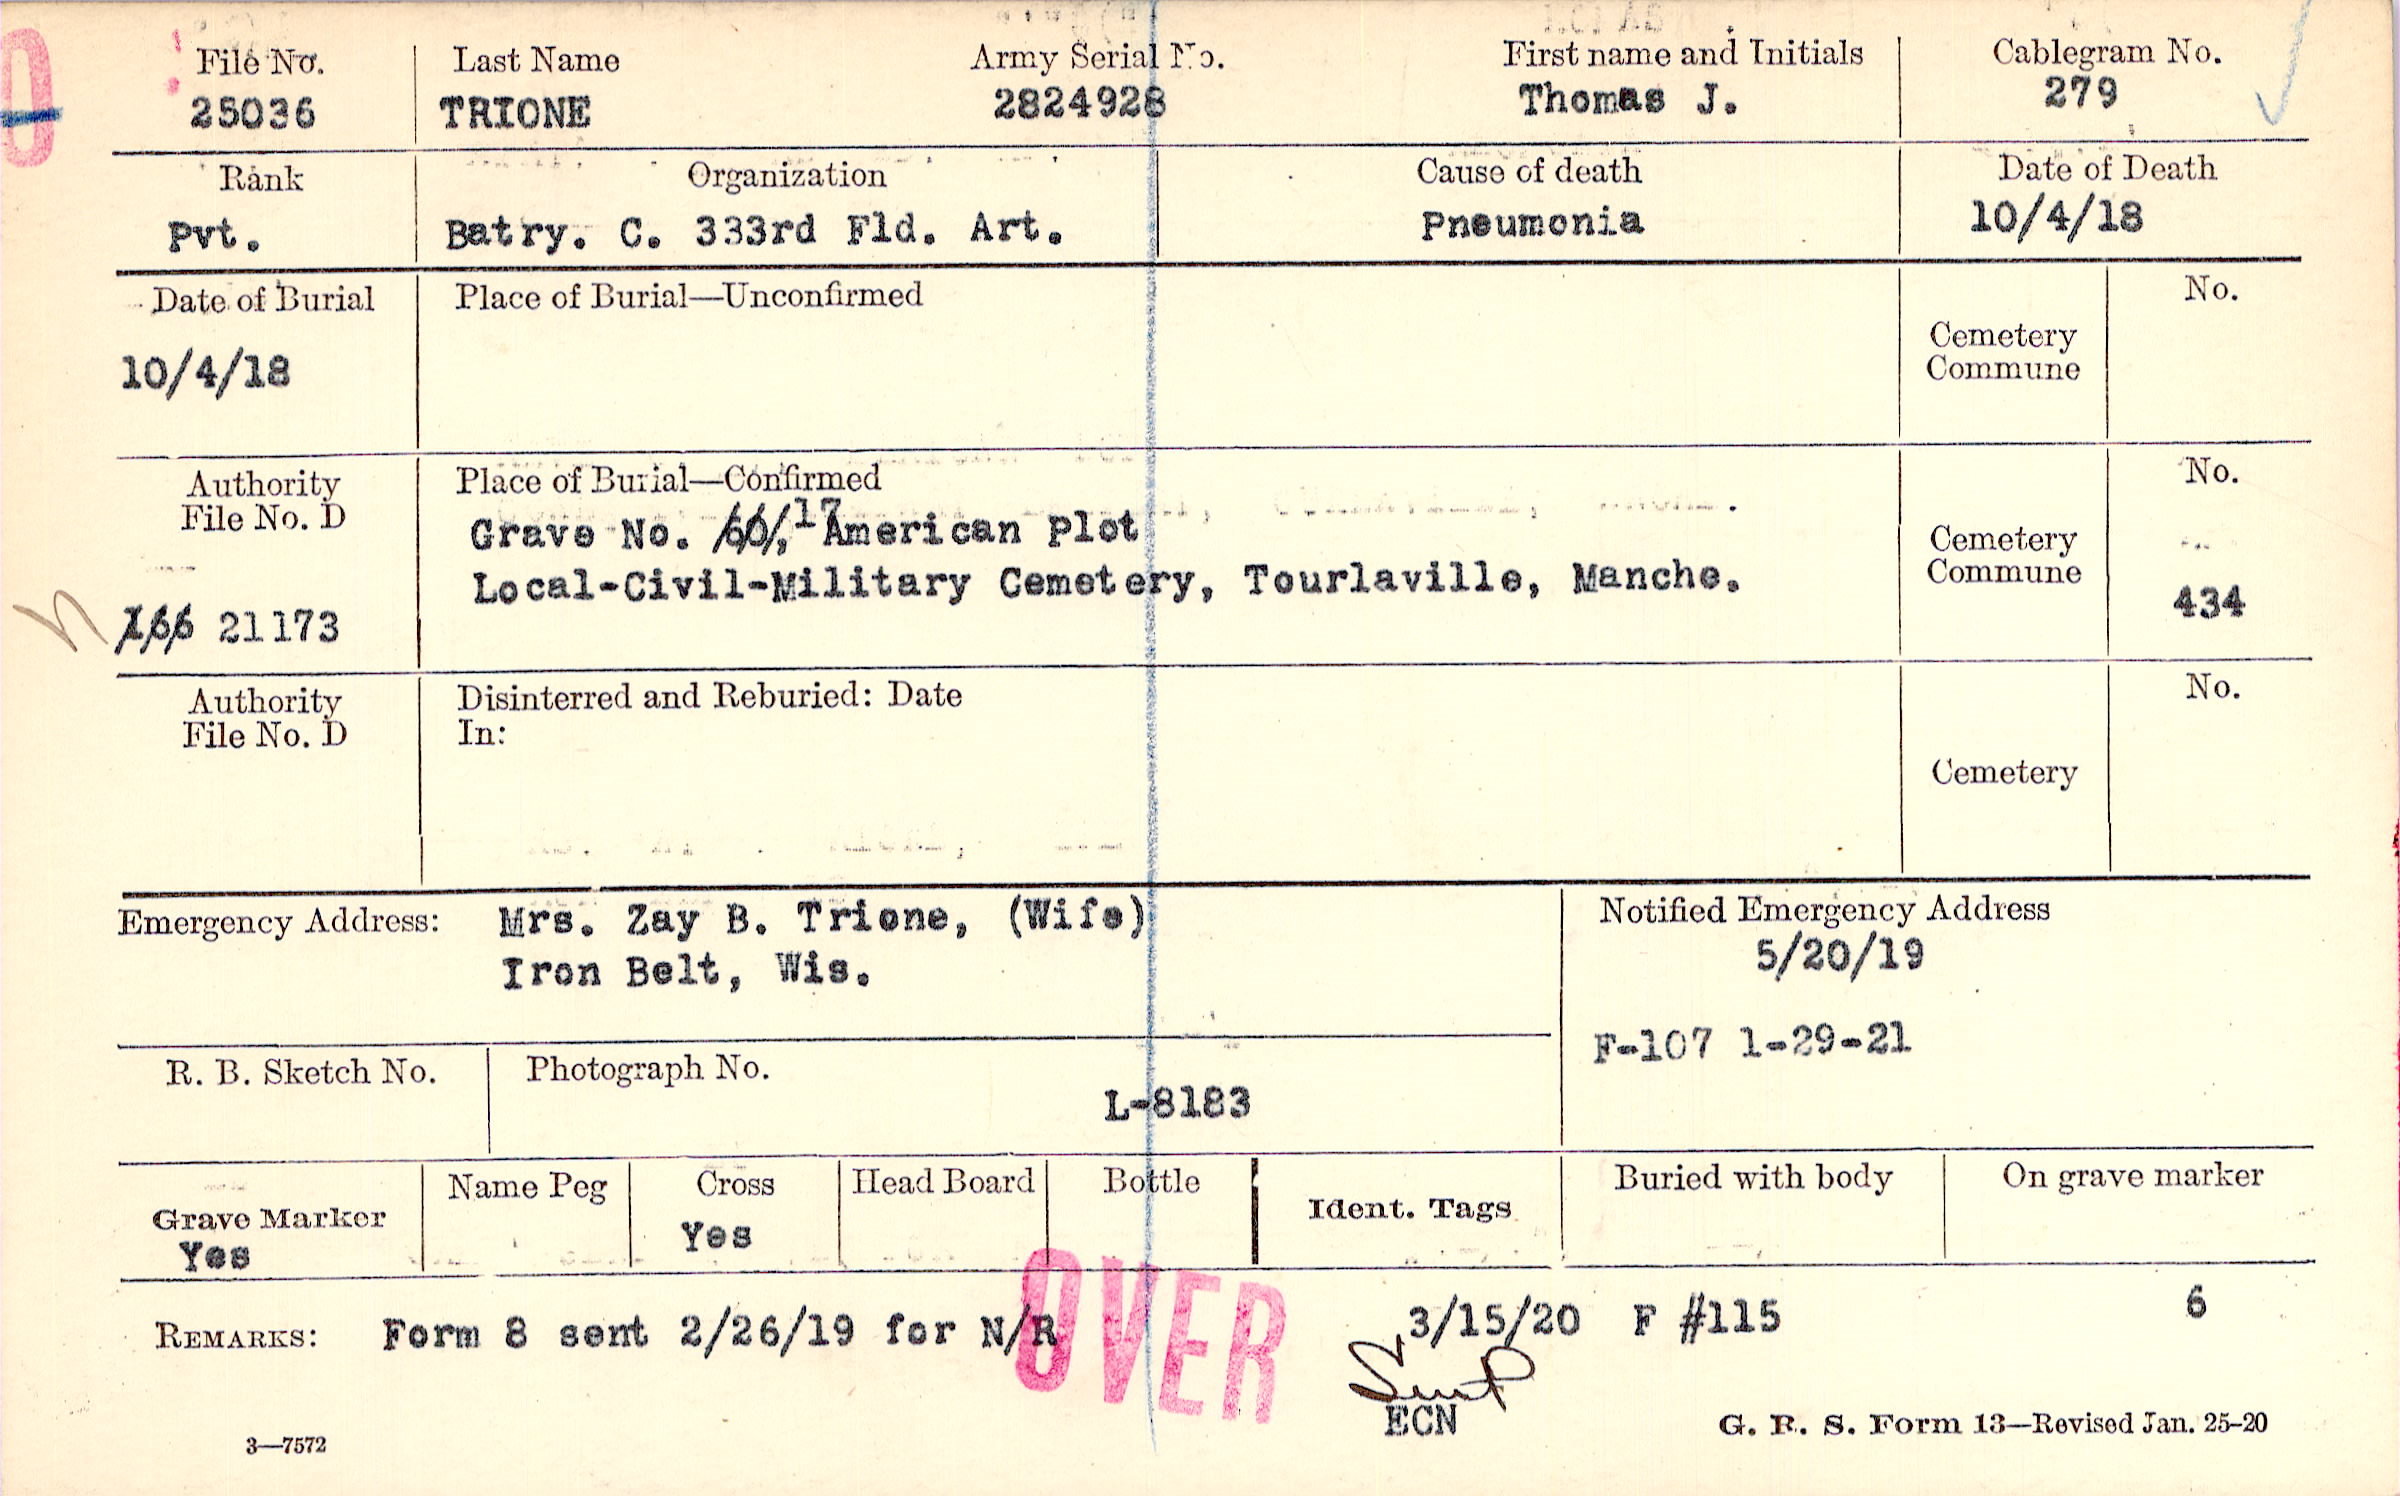 File No. Last Name Army Serial No. First name and Initials Cablegram No.
25036 TRIONE 2824928 Thomas J. 279
Rank Organization Cause of death Date of Death
Pvt. Batry. C. 333rd Fld. Art. Pneumonia 10/4/18
Date of Burial Place of Burial—Unconfirmed No.
Cemetery
Commune
10/4/18
Authority Place of Burial—Confirmed No.
File No. D
Grave No. 60, 17 American Plot
Cemetery
Commune
Local-Civil-Military Cemetery, Tourlaville, Manche.
166 21173 434
Authority Disinterred and Reburied: Date No.
File No. D In:
Cemetery
Emergency Address: Mrs. Zay B. Trione, (Wife) Notified Emergency Address
Iron Belt, Wis. 5/20/19
F-107 1-29-21
R. B. Sketch No. Photograph No.
L-8183
Name Peg Cross Head Board Bottle Buried with body On grave marker
Grave Marker Ident. Tags
Yes Yes
OVER
REMARKS: Form 8 sent 2/26/19 for N/R 3/15/20 F #115 6
Sent
ECN
3—7572 G. R. S. Form 13—Revised Jan. 25-20